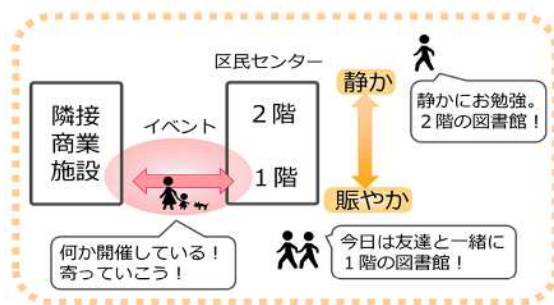 区民センター
隣接
商業
施設
イベント
2階
1階
静か
賑やか
静かにお勉強。
2階の図書館！
何か開催している！
寄っていこう！
今日は友達と一緒に
1階の図書館！